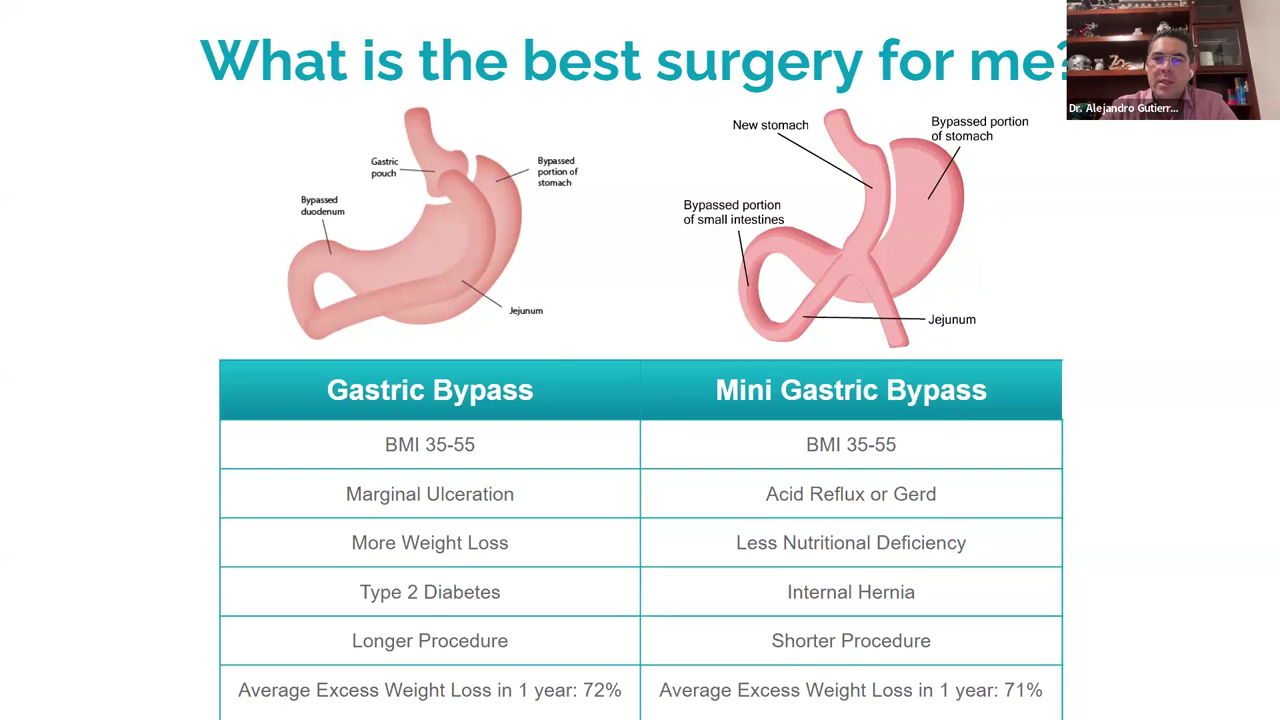 What is the best surgery for me?
Dr. Alejandro Gutierr...
Gastric
pouch
Bypassed
portion of
stomach
Bypassed
duodenum
Jejunum
New stomach
Bypassed portion
of stomach
Bypassed portion
of small intestines
Jejunum
Gastric Bypass
Mini Gastric Bypass
BMI 35-55
BMI 35-55
Marginal Ulceration
Acid Reflux or Gerd
More Weight Loss
Less Nutritional Deficiency
Type 2 Diabetes
Internal Hernia
Longer Procedure
Shorter Procedure
Average Excess Weight Loss in 1 year: 72%
Average Excess Weight Loss in 1 year: 71%